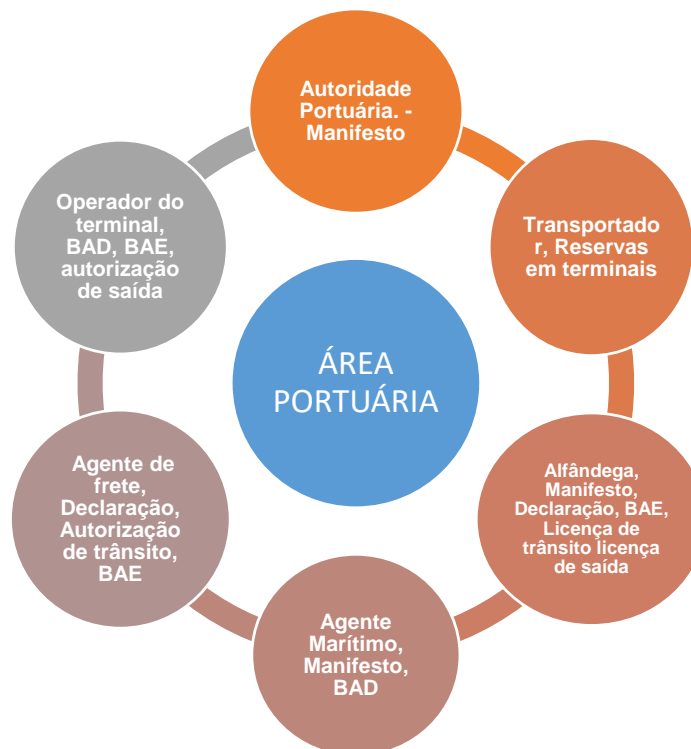 Autoridade
Portuária. -
Manifesto
Transportado
r, Reservas
em terminais
Alfândega,
Manifesto,
Declaração, BAE,
Licença de
trânsito licença
de saída
Agente
Marítimo,
Manifesto,
BAD
Agente de
frete,
Declaração,
Autorização
de trânsito,
BAE
Operador do
terminal,
BAD, BAE,
autorização
de saída
ÁREA
PORTUÁRIA